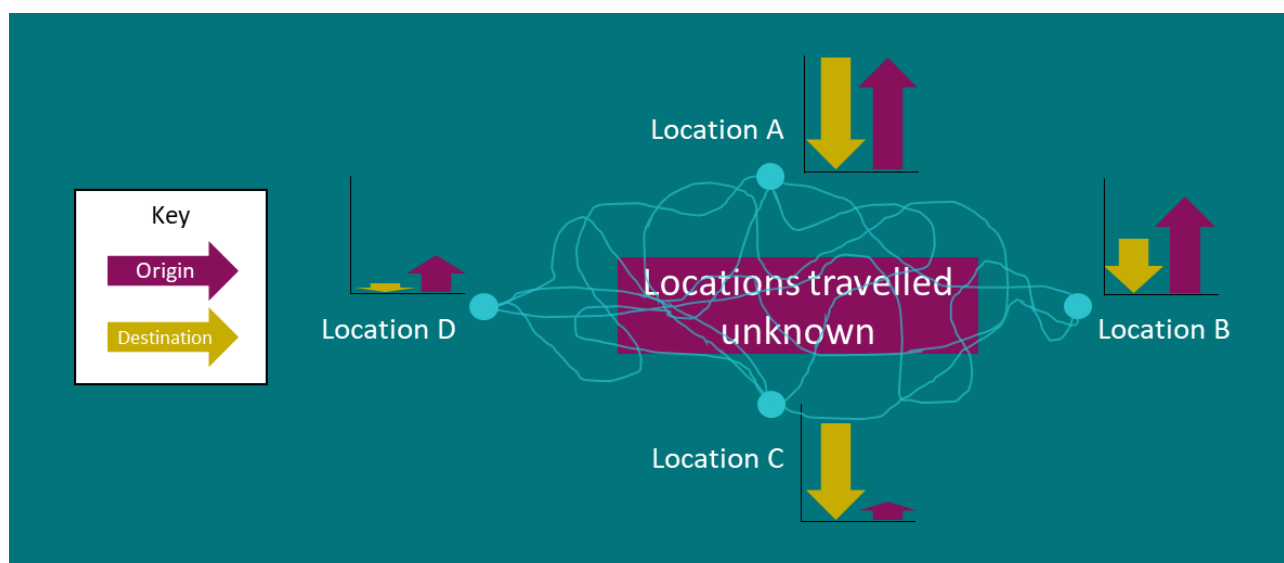 Location A
Key
Origin
Destination
Locations travelled
unknown
Location D
Location B
Location C